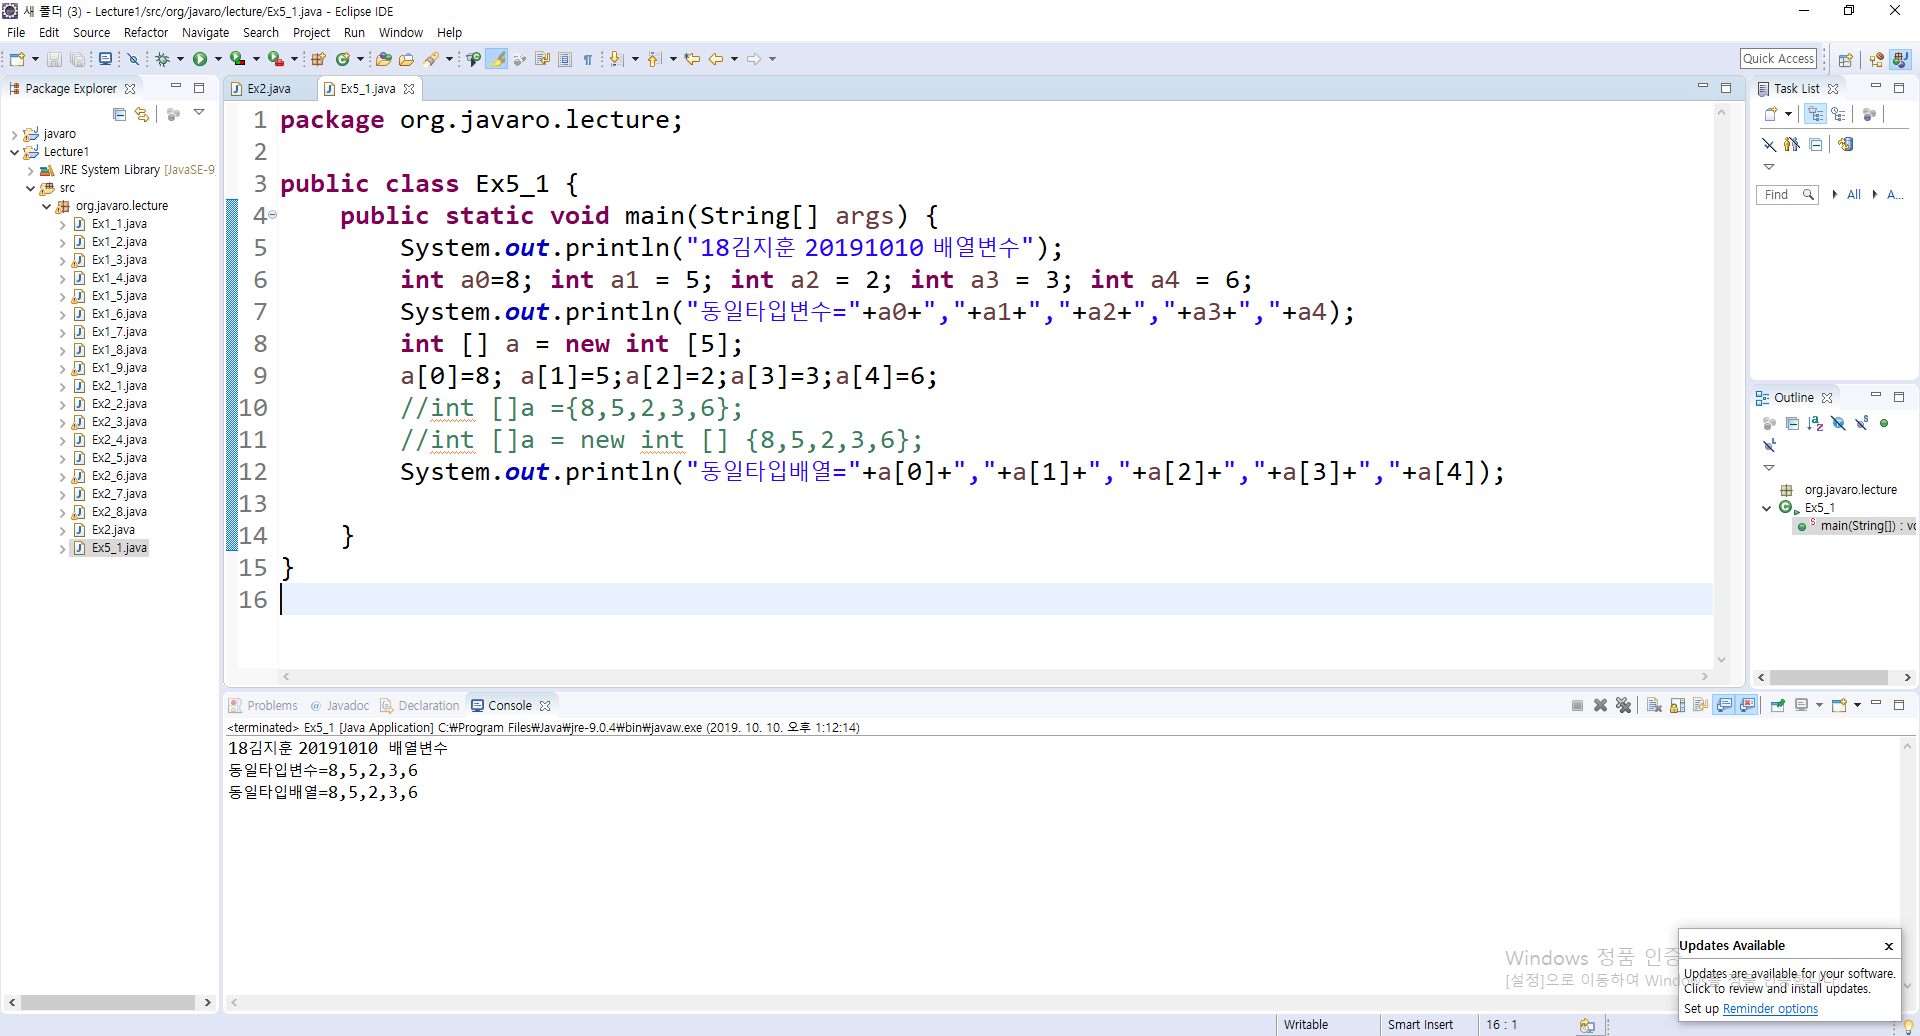 새 폴더 (3) - Lecture1/src/org/javaro/lecture/Ex5_1.java - Eclipse IDE
File Edit Source Refactor Navigate Search Project Run Window Help
Quick Access
Package Explorer
javaro
Lecture1
JRE System Library [JavaSE-9
src
org.javaro.lecture
Ex1_1.java
Ex1_2.java
Ex1_3.java
Ex1_4.java
Ex1_5.java
Ex1_6.java
Ex1_7.java
Ex1_8.java
Ex1_9.java
Ex2_1.java
Ex2_2.java
Ex2_3.java
Ex2_4.java
Ex2_5.java
Ex2_6.java
Ex2_7.java
Ex2_8.java
Ex2.java
Ex5_1.java
Ex2.java Ex5_1.java
1 package org.javaro.lecture;
2
3 public class Ex5_1 {
4 public static void main(String[] args) {
5 System.out.println("18김지훈 20191010 배열변수");
6 int a0=8; int a1 = 5; int a2 = 2; int a3 = 3; int a4 = 6;
7 System.out.println("동일타입변수="+a0+","+a1+","+a2+","+a3+","+a4);
8 int [] a = new int [5];
9 a[0]=8; a[1]=5;a[2]=2;a[3]=3;a[4]=6;
10 //int []a ={8,5,2,3,6};
11 //int []a = new int [] {8,5,2,3,6};
12 System.out.println("동일타입배열="+a[0]+","+a[1]+","+a[2]+","+a[3]+","+a[4]);
13
14 }
15 }
16
Task List
Find All A...
Outline
org.javaro.lecture
Ex5_1
main(String[]) : vo
Problems Javadoc Declaration Console
<terminated> Ex5_1 [Java Application] C:₩Program Files₩Java₩jre-9.0.4₩bin₩javaw.exe (2019. 10. 10. 오후 1:12:14)
18김지훈 20191010 배열변수
동일타입변수=8,5,2,3,6
동일타입배열=8,5,2,3,6
Windows 정품 인증
[설정]으로 이동하여 Windows를 정품 인증합니다.
Updates Available
Updates are available for your software.
Click to review and install updates.
Set up Reminder options
Writable Smart Insert 16 : 1